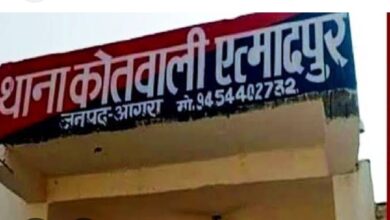 थाना कोतवाली एत्मादपुर
जनपद-आगरा मो.9454402732